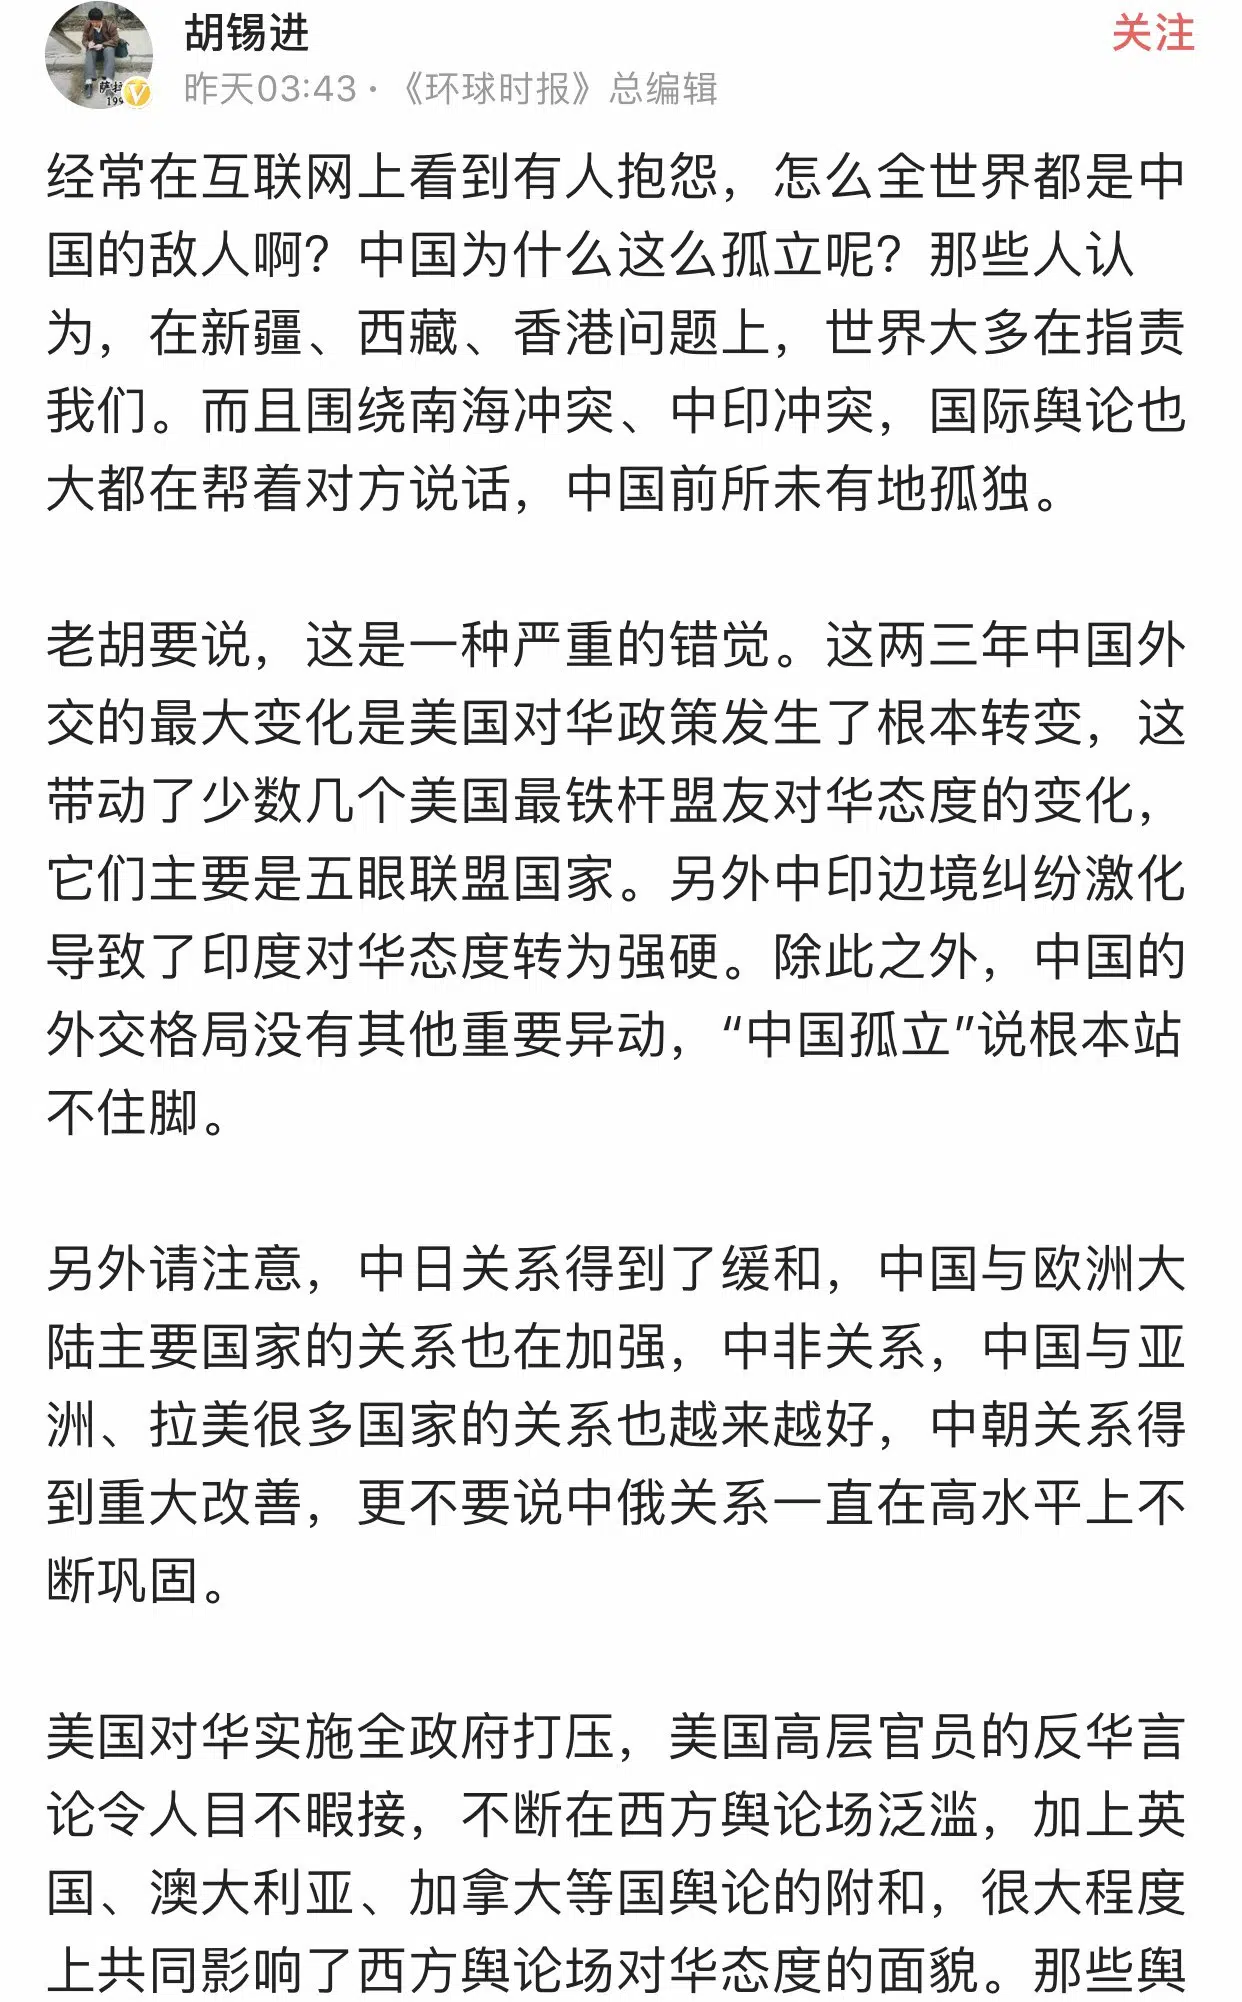 胡锡进
关注
昨天03:43·《环球时报》总编辑
经常在互联网上看到有人抱怨，怎么全世界都是中
国的敌人啊？中国为什么这么孤立呢？那些人认
为，在新疆、西藏、香港问题上，世界大多在指责
我们。而且围绕南海冲突、中印冲突，国际舆论也
大都在帮着对方说话，中国前所未有地孤独。
老胡要说，这是一种严重的错觉。这两三年中国外
交的最大变化是美国对华政策发生了根本转变，这
带动了少数几个美国最铁杆盟友对华态度的变化，
它们主要是五眼联盟国家。另外中印边境纠纷激化
导致了印度对华态度转为强硬。除此之外，中国的
外交格局没有其他重要异动，“中国孤立”说根本站
不住脚。
另外请注意，中日关系得到了缓和，中国与欧洲大
陆主要国家的关系也在加强，中非关系，中国与亚
洲、拉美很多国家的关系也越来越好，中朝关系得
到重大改善，更不要说中俄关系一直在高水平上不
断巩固。
美国对华实施全政府打压，美国高层官员的反华言
论令人目不暇接，不断在西方舆论场泛滥，加上英
国、澳大利亚、加拿大等国舆论的附和，很大程度
上共同影响了西方舆论场对华态度的面貌。那些舆